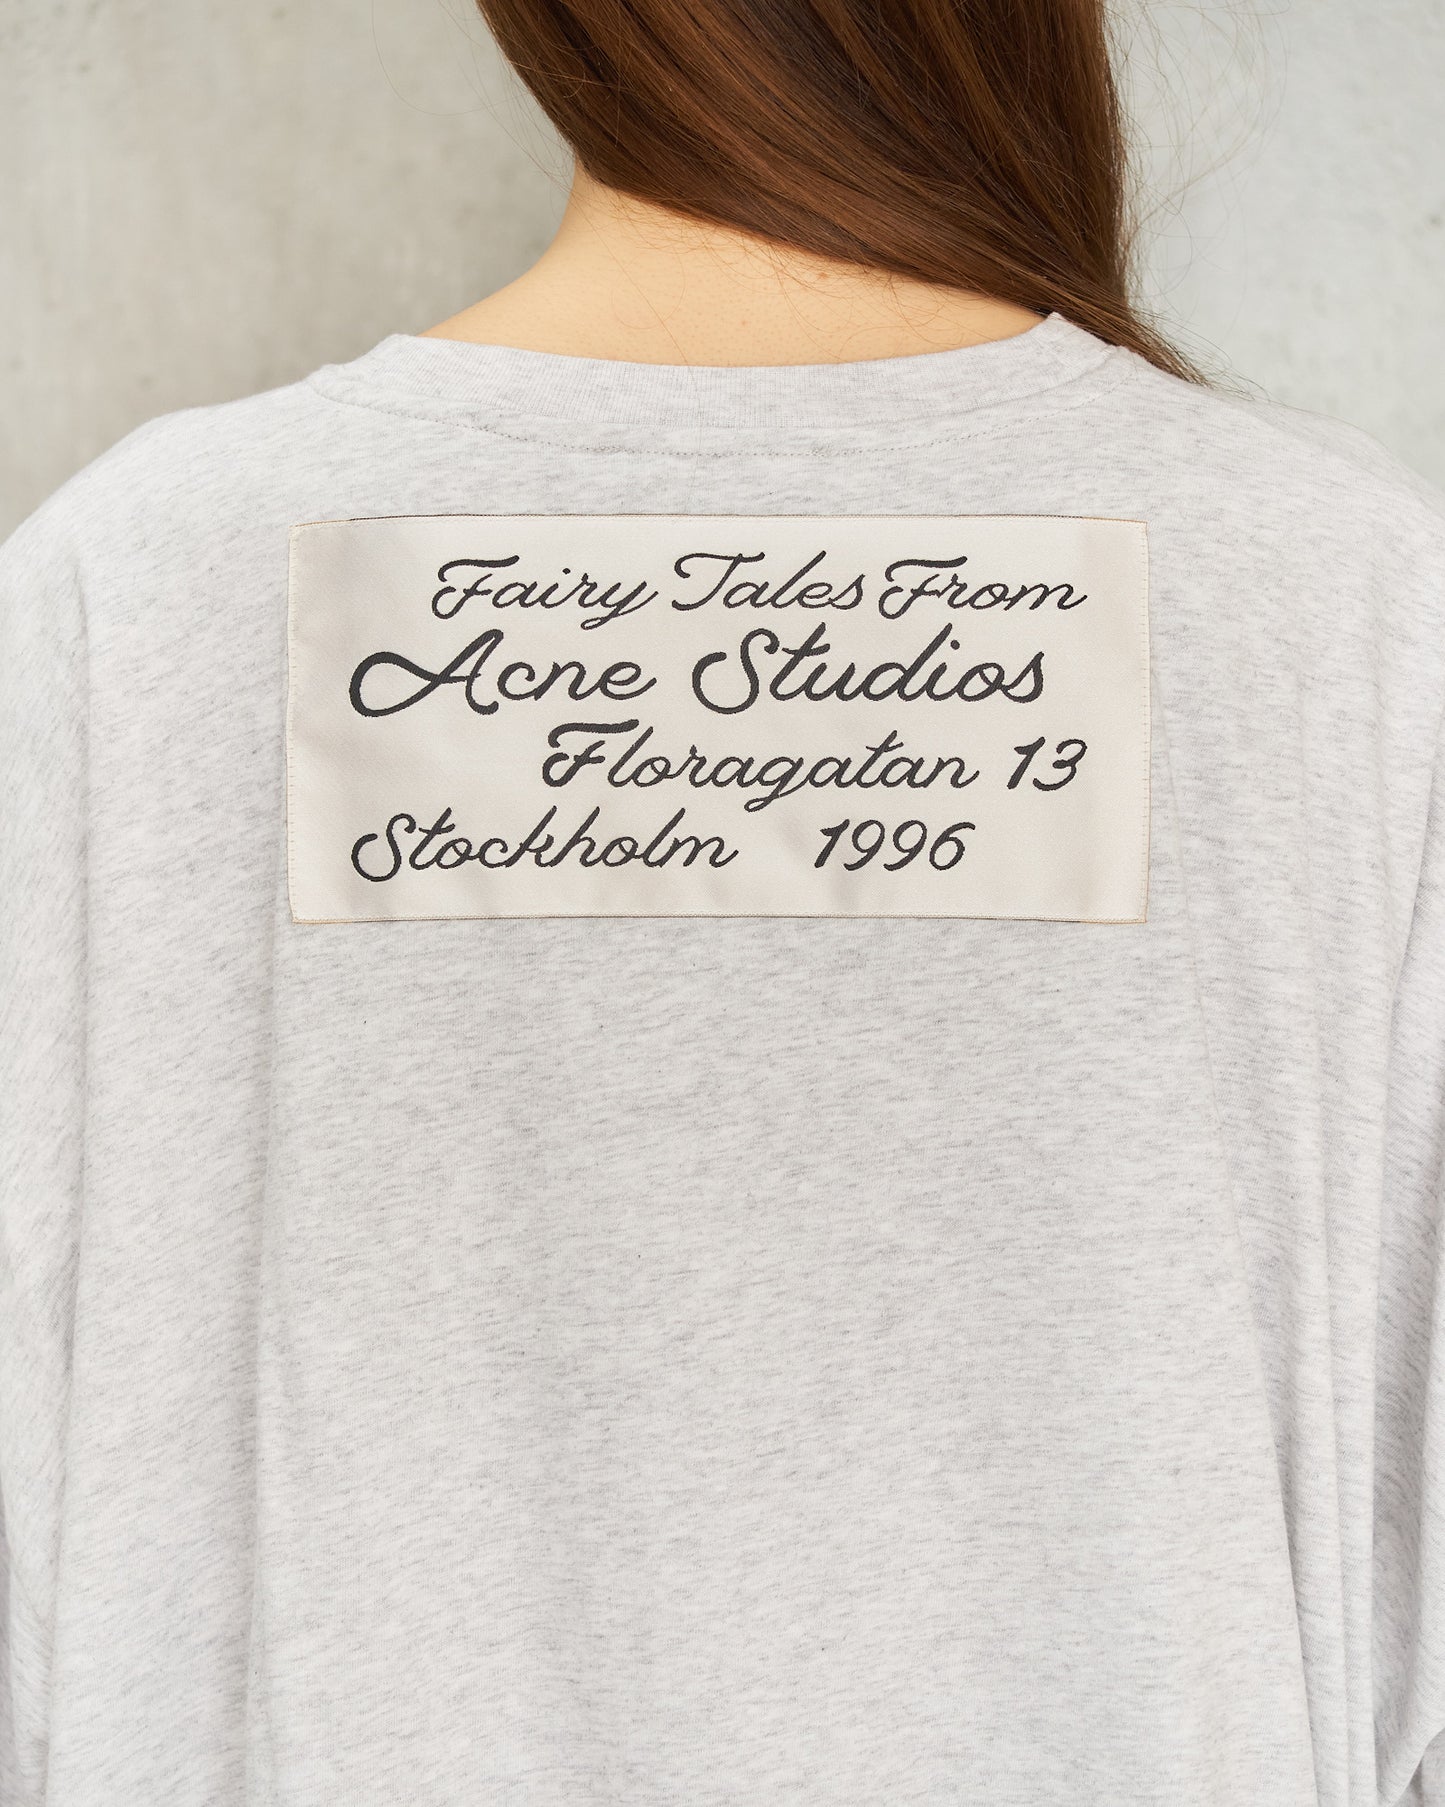 Fairy Tales From
Acne Studios
Floragatan 13
Stockholm 1996